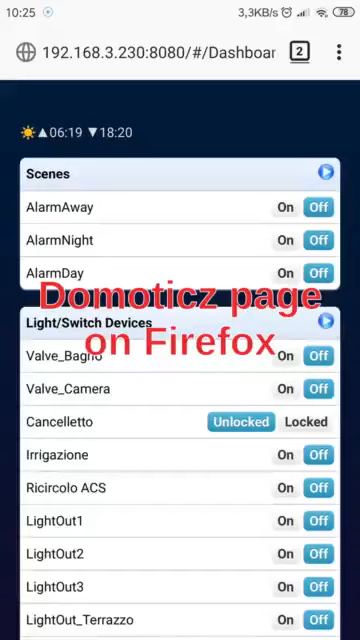 10:25 3,3KB/s 78
192.168.3.230:8080/#/Dashboar 2
▲06:19 ▼18:20
Scenes
AlarmAway On Off
AlarmNight On Off
AlarmDay On Off
Domoticz page
on Firefox
Light/Switch Devices
Valve_Bagno On Off
Valve_Camera On Off
Cancelletto Unlocked Locked
Irrigazione On Off
Ricircolo ACS On Off
LightOut1 On Off
LightOut2 On Off
LightOut3 On Off
LightOut_Terrazzo On Off